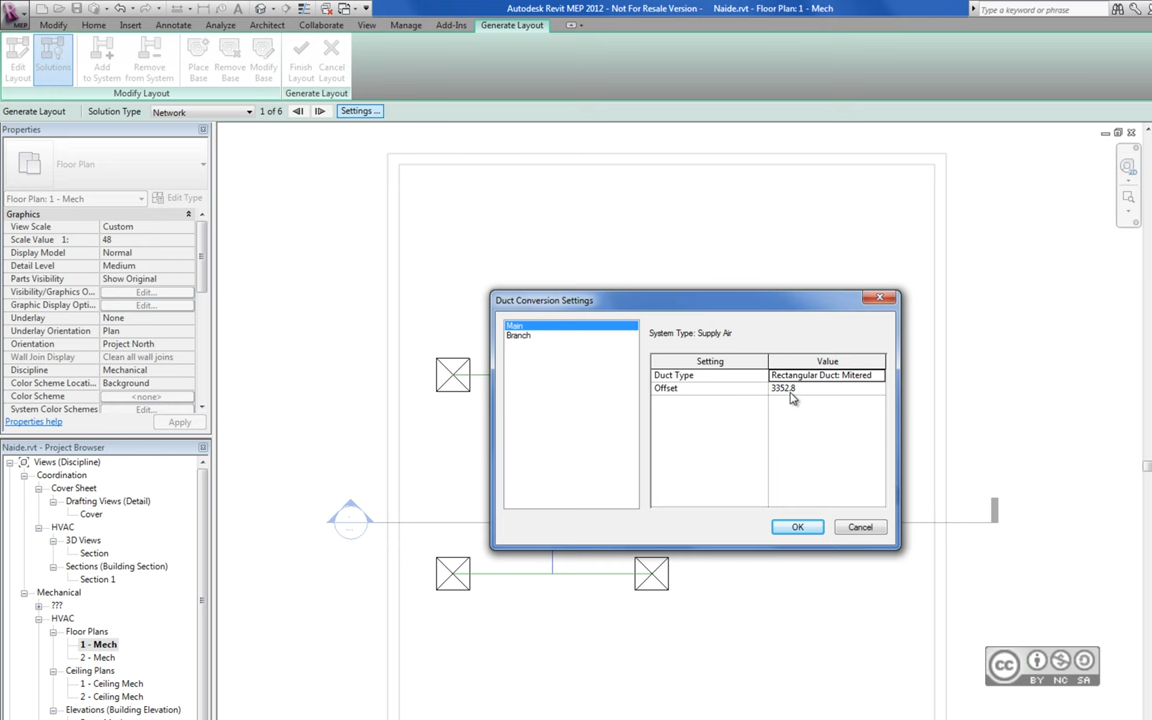 Autodesk Revit MEP 2012 - Not For Resale Version - Naide.rvt - Floor Plan: 1 - Mech
Type a keyword or phrase
MEP
Modify Home Insert Annotate Analyze Architect Collaborate View Manage Add-Ins Generate Layout
Edit Layout
Solutions
Add to System
Remove from System
Place Base
Remove Base
Modify Base
Finish Layout
Cancel Layout
Modify Layout
Generate Layout
Generate Layout Solution Type Network 1 of 6 Settings ...
Properties
Floor Plan
Floor Plan: 1 - Mech Edit Type
Graphics
View Scale Custom
Scale Value 1: 48
Display Model Normal
Detail Level Medium
Parts Visibility Show Original
Visibility/Graphics O... Edit...
Graphic Display Opti... Edit...
Underlay None
Underlay Orientation Plan
Orientation Project North
Wall Join Display Clean all wall joins
Discipline Mechanical
Color Scheme Locati... Background
Color Scheme <none>
System Color Schemes Edit...
Properties help Apply
Naide.rvt - Project Browser
Views (Discipline)
Coordination
Cover Sheet
Drafting Views (Detail)
Cover
HVAC
3D Views
Section
Sections (Building Section)
Section 1
Mechanical
???
HVAC
Floor Plans
1 - Mech
2 - Mech
Ceiling Plans
1 - Ceiling Mech
2 - Ceiling Mech
Elevations (Building Elevation)
Duct Conversion Settings
Main
Branch
System Type: Supply Air
Setting Value
Duct Type Rectangular Duct: Mitered
Offset 3352.8
OK Cancel
2D
CC
BY NC SA